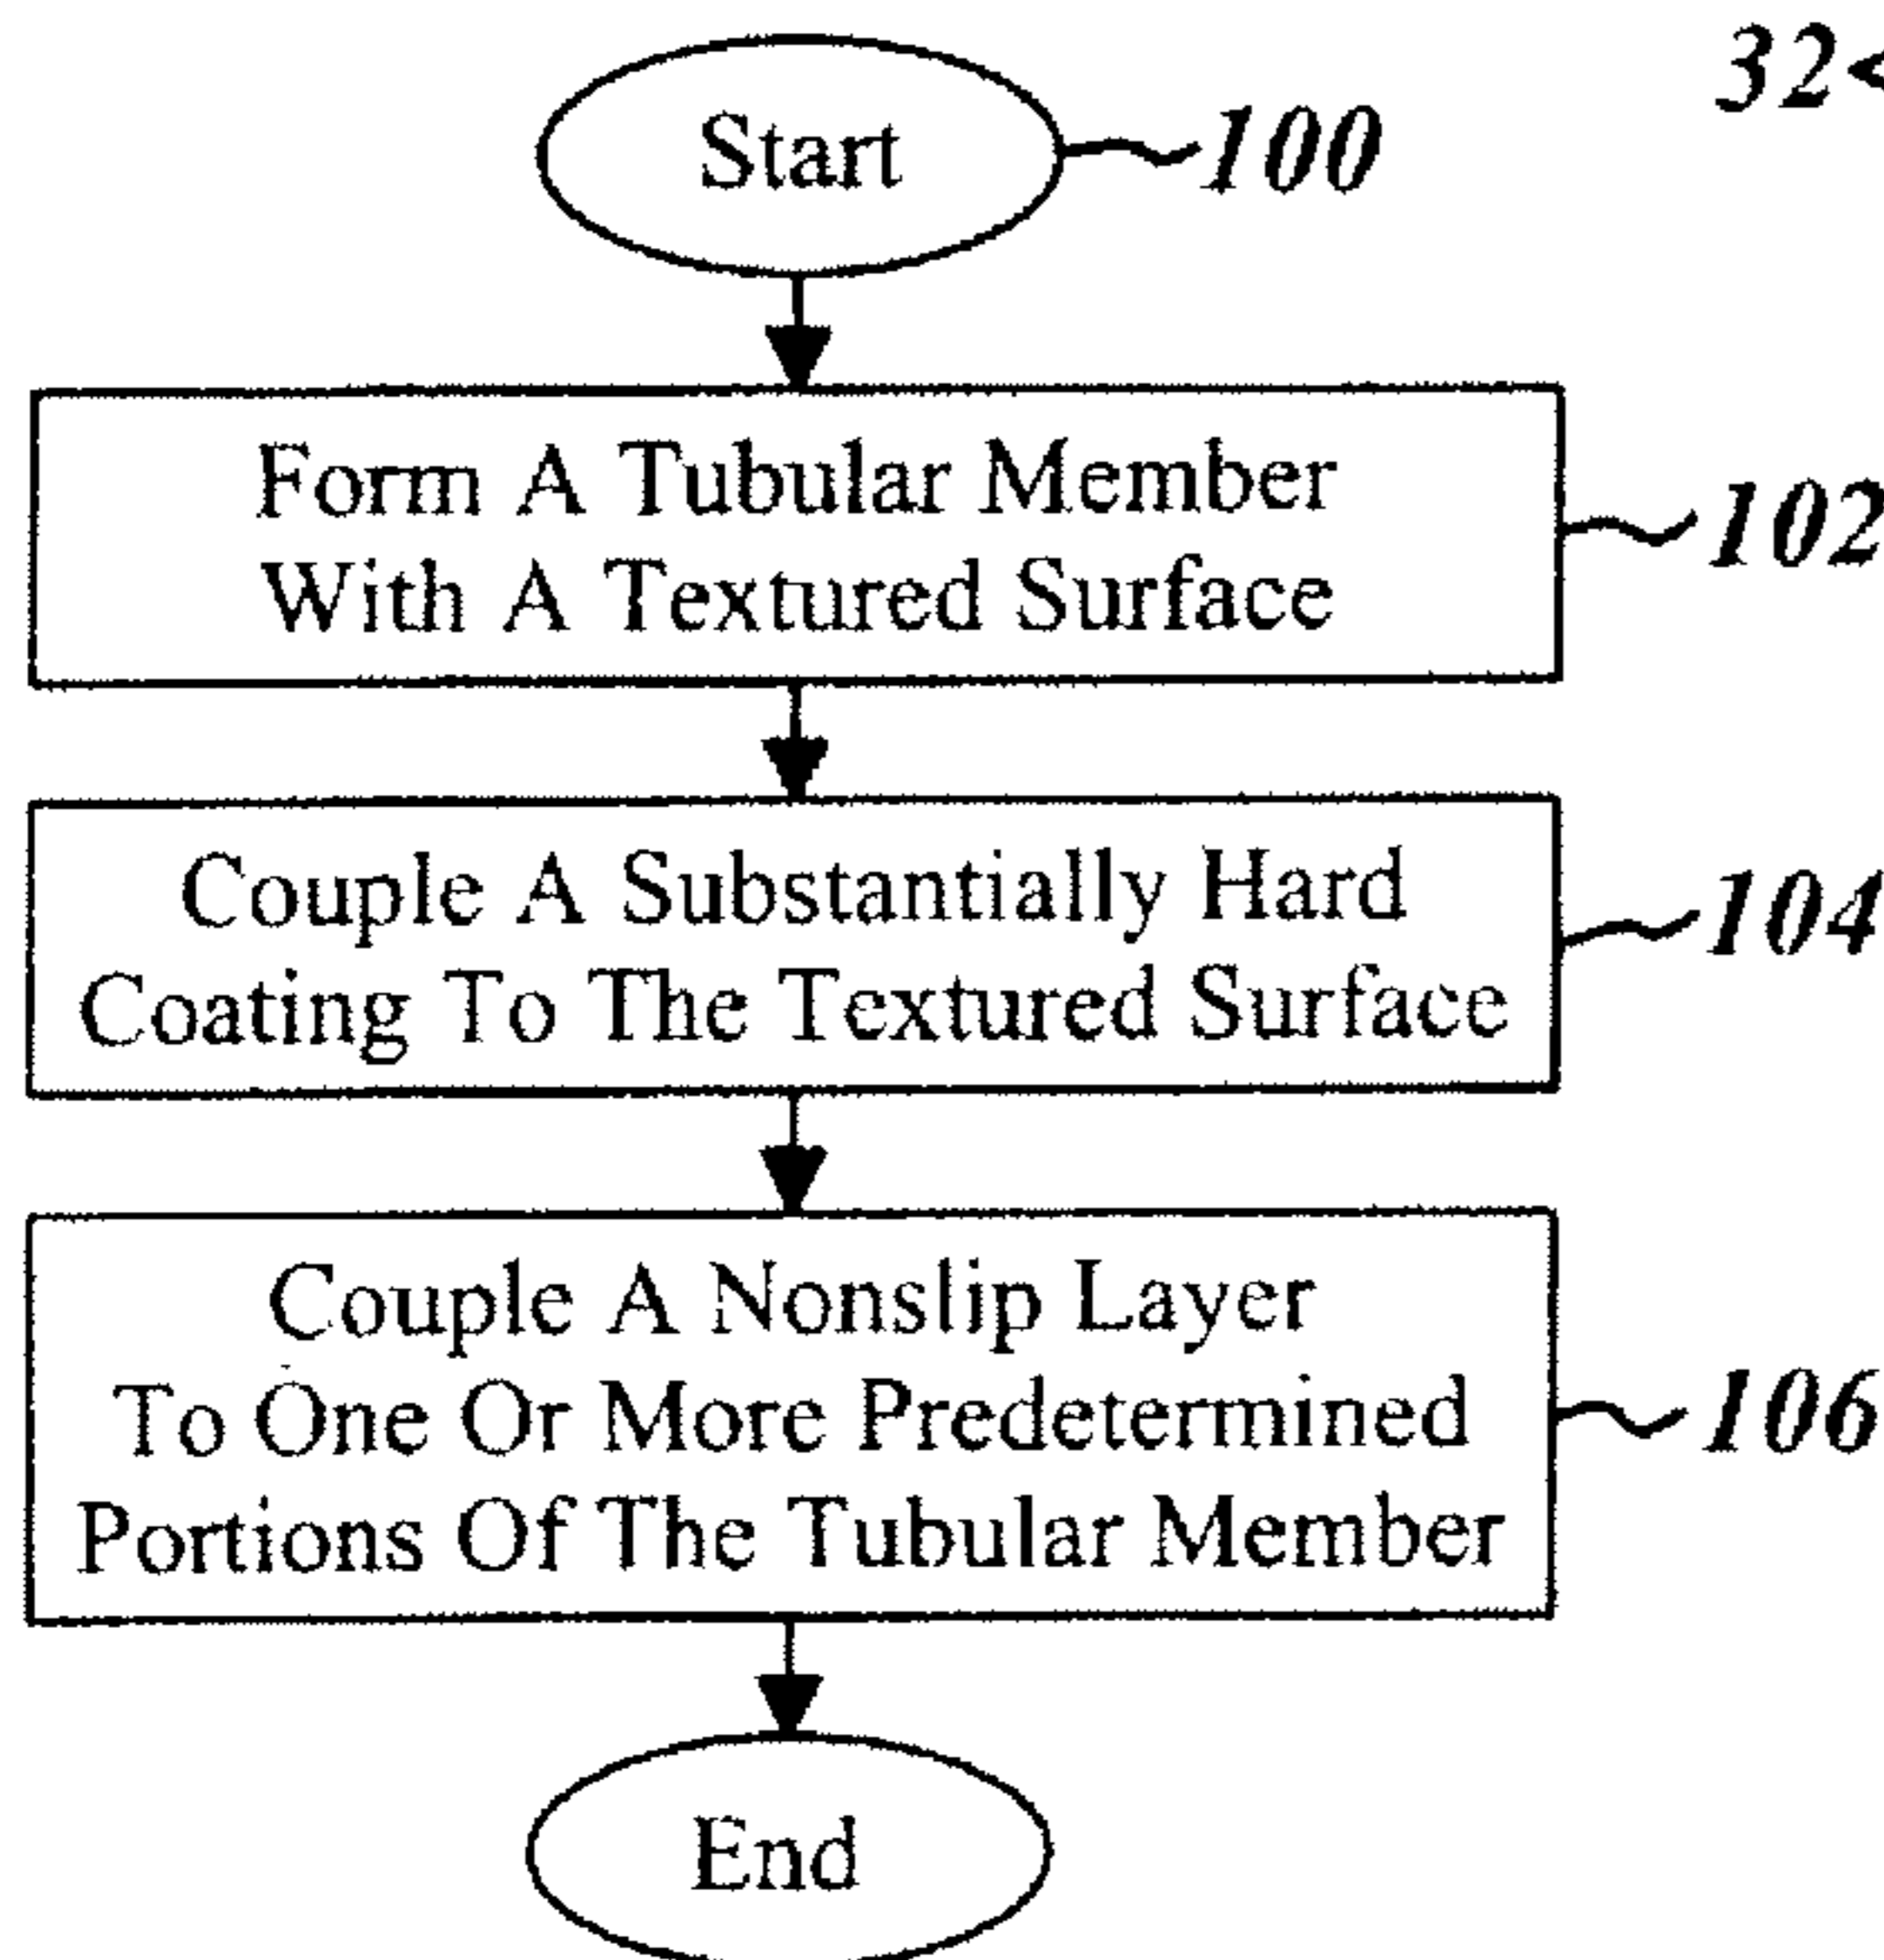 32
Start
100
Form A Tubular Member
With A Textured Surface
102
Couple A Substantially Hard
Coating To The Textured Surface
104
Couple A Nonslip Layer
To One Or More Predetermined
Portions Of The Tubular Member
106
End